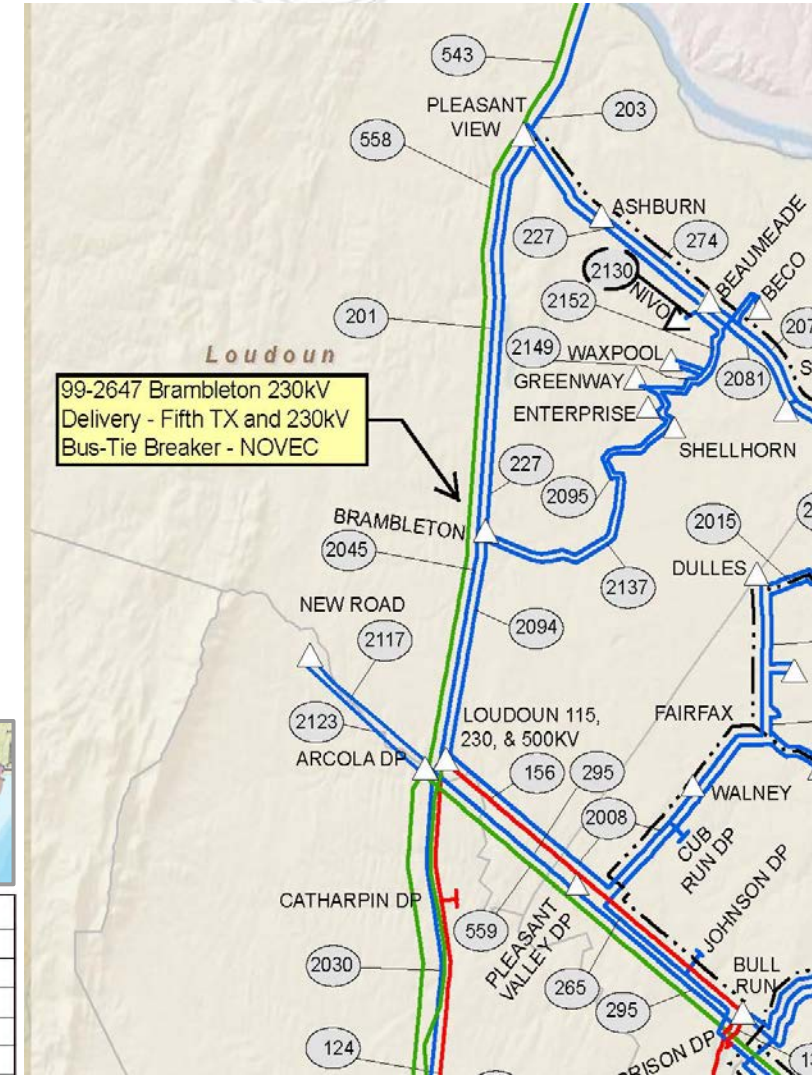 543
PLEASANT
VIEW
203
558
ASHBURN
227
274
BEAUMEADE
BECO
2130
NIVO
2152
201
2149
WAXPOOL
2081
GREENWAY
Loudoun
99-2647 Brambleton 230kV
Delivery - Fifth TX and 230kV
Bus-Tie Breaker - NOVEC
ENTERPRISE
SHELLHORN
227
2095
BRAMBLETON
2015
2045
DULLES
2137
NEW ROAD
2094
2117
2123
LOUDOUN 115,
230, & 500KV
FAIRFAX
ARCOLA DP
156
295
WALNEY
2008
CUB
RUN DP
CATHARPIN DP
559
PLEASANT
VALLEY DP
JOHNSON DP
2030
265
295
BULL
RUN
124